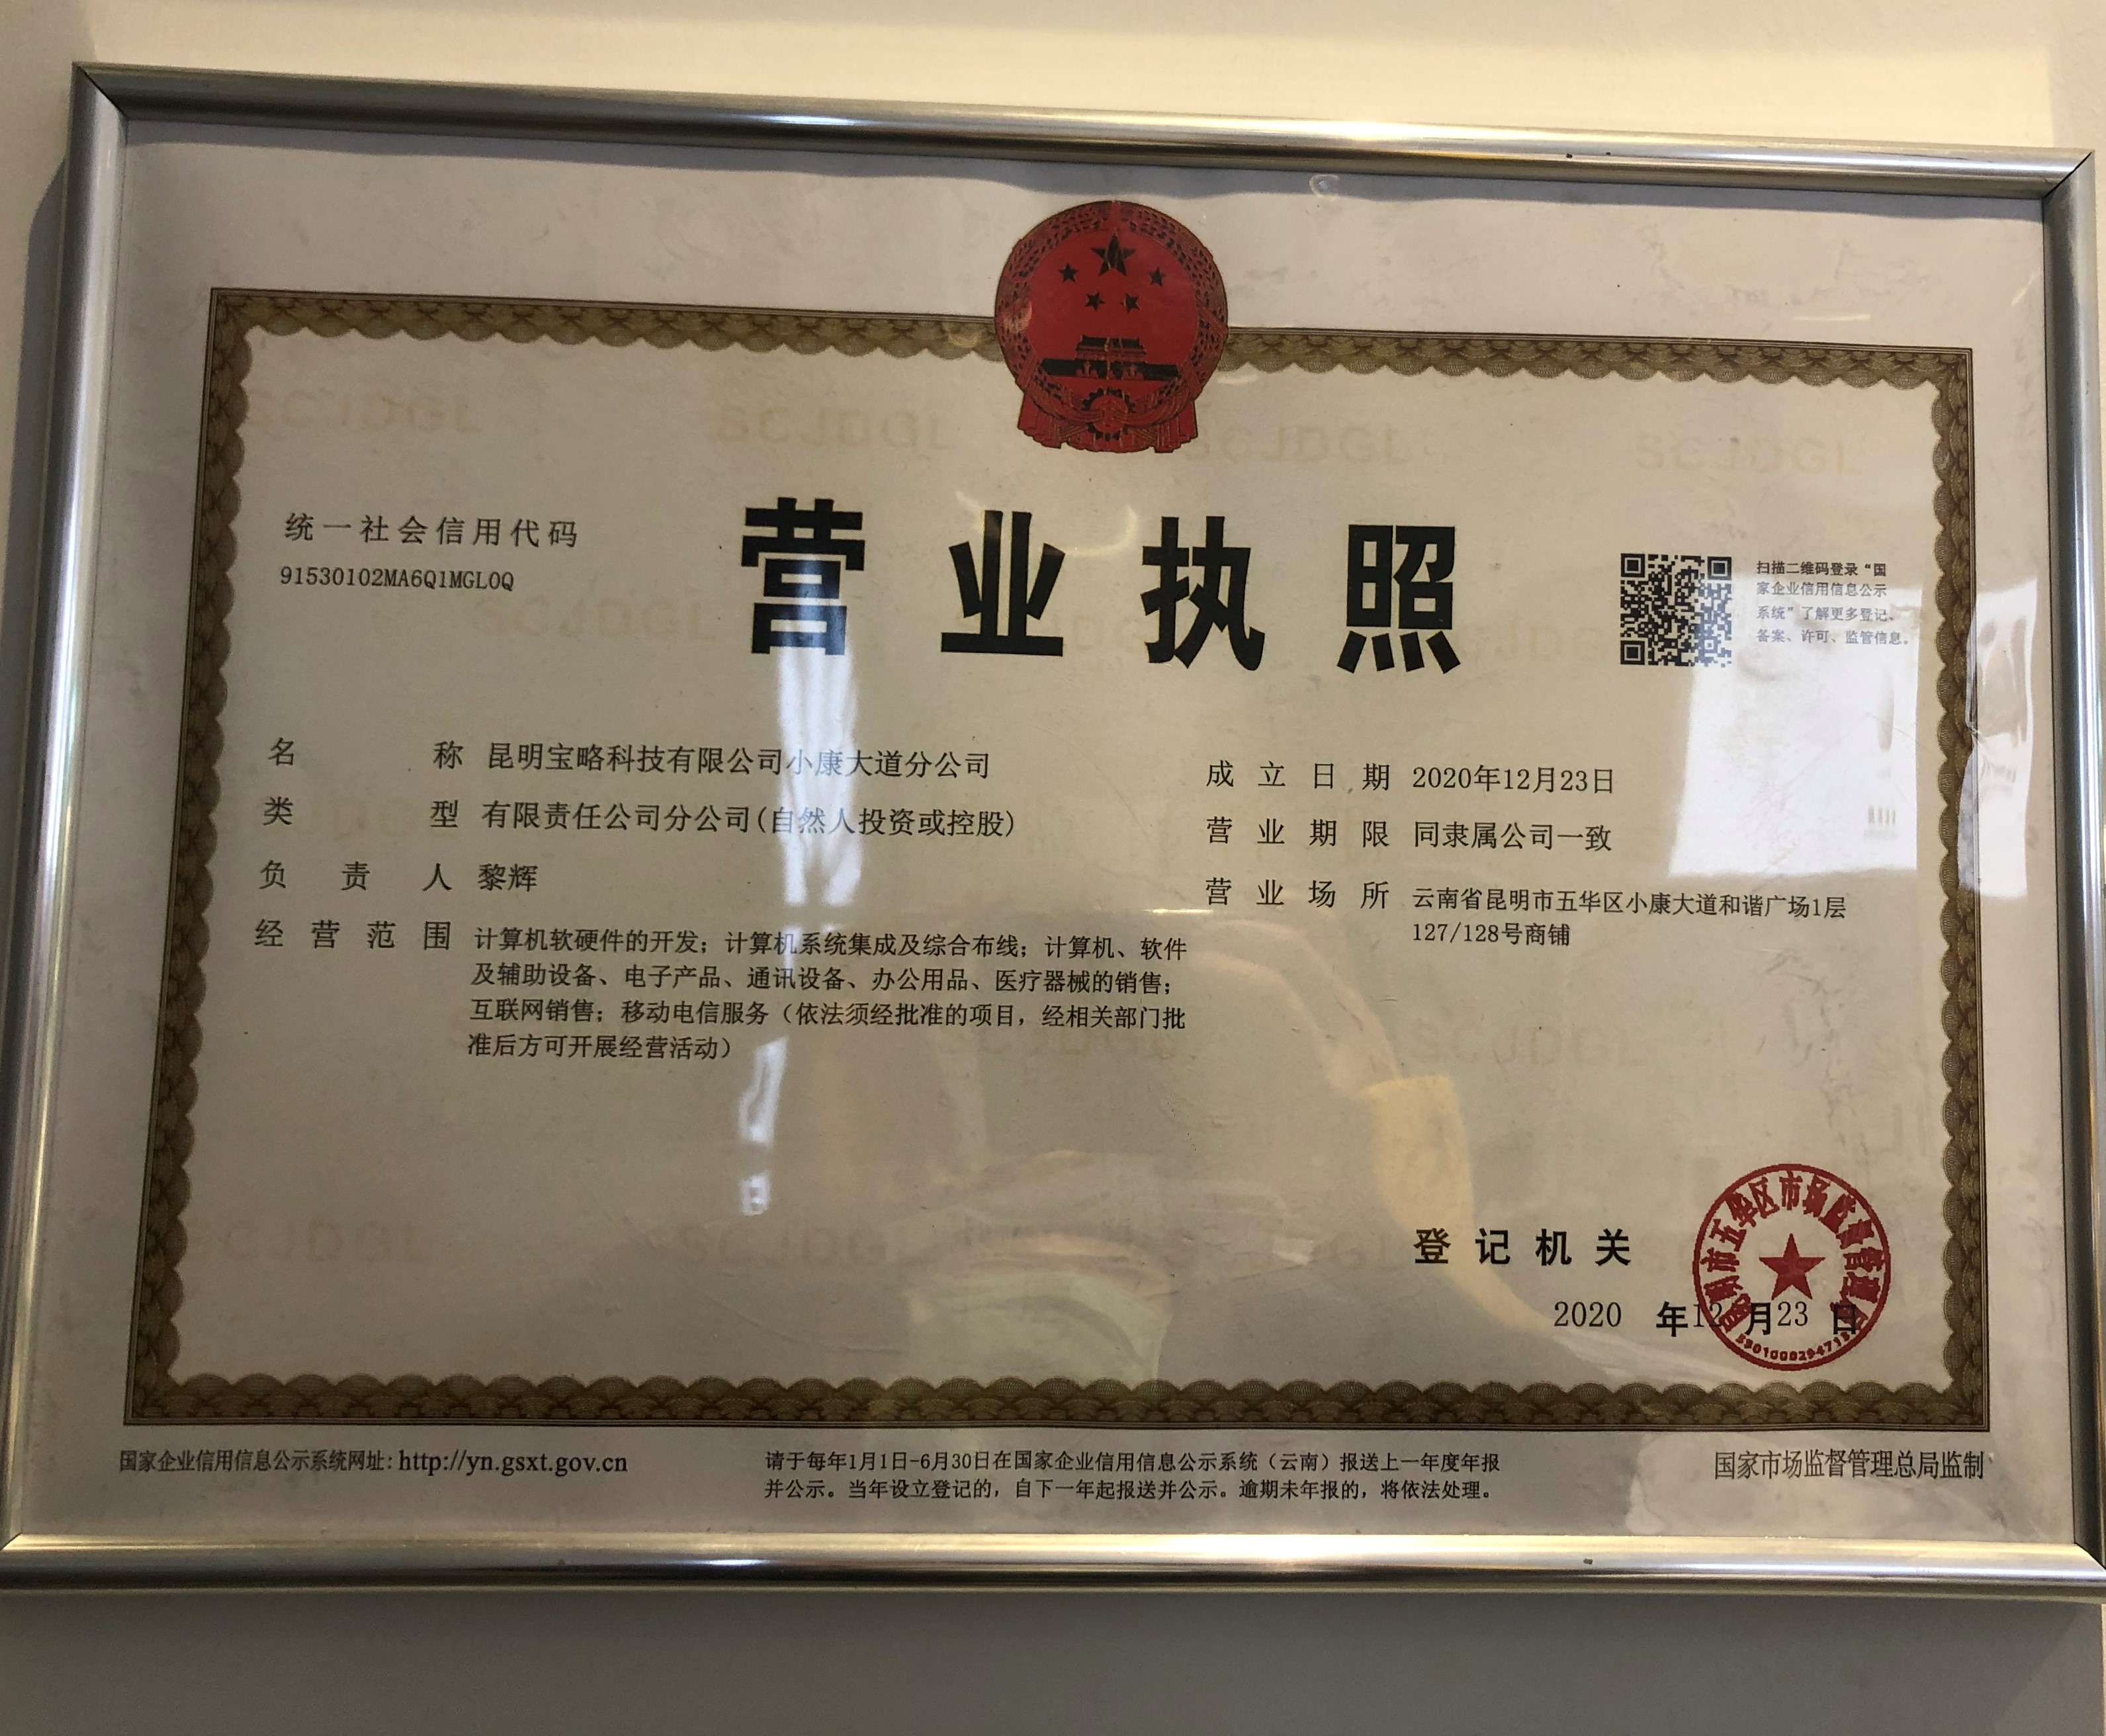 统一社会信用代码
91530102MA6Q1MGL0Q
营业执照
扫描二维码登录“国
家企业信用信息公示
系统”了解更多登记、
备案、许可、监管信息。
名称 昆明宝略科技有限公司小康大道分公司
类型 有限责任公司分公司(自然人投资或控股)
负责人 黎辉
经营范围 计算机软硬件的开发；计算机系统集成及综合布线；计算机、软件
及辅助设备、电子产品、通讯设备、办公用品、医疗器械的销售；
互联网销售；移动电信服务（依法须经批准的项目，经相关部门批
准后方可开展经营活动）
成立日期 2020年12月23日
营业期限 同隶属公司一致
营业场所 云南省昆明市五华区小康大道和谐广场1层
127/128号商铺
登记机关
昆明市五华区市场监督管理局
2020 年12 月23 日
国家企业信用信息公示系统网址：http://yn.gsxt.gov.cn
请于每年1月1日-6月30日在国家企业信用信息公示系统（云南）报送上一年度年报
并公示。当年设立登记的，自下一年起报送并公示。逾期未年报的，将依法处理。
国家市场监督管理总局监制